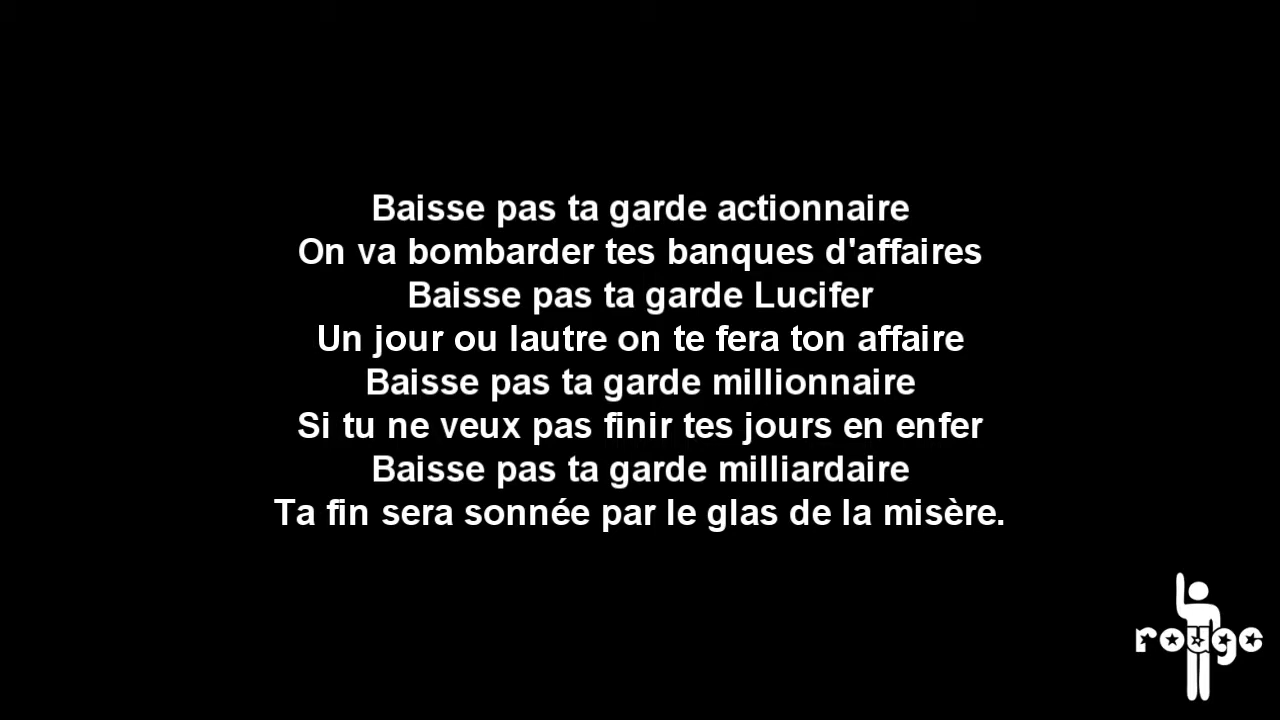 Baisse pas ta garde actionnaire
On va bombarder tes banques d'affaires
Baisse pas ta garde Lucifer
Un jour ou lautre on te fera ton affaire
Baisse pas ta garde millionnaire
Si tu ne veux pas finir tes jours en enfer
Baisse pas ta garde milliardaire
Ta fin sera sonnée par le glas de la misère.
rouge